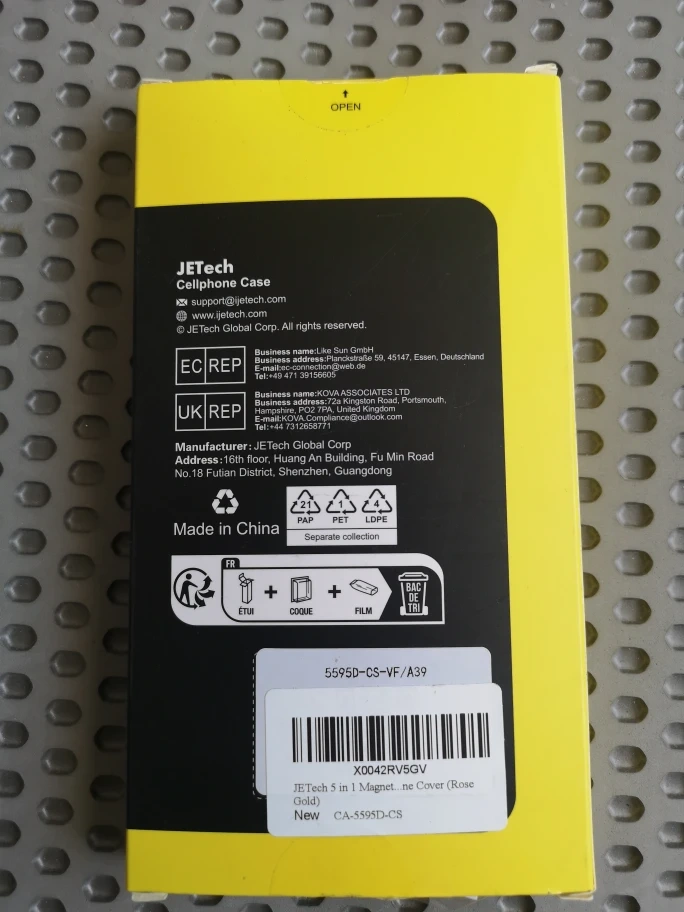 OPEN
JETech
Cellphone Case
support@ijetech.com
www.ijetech.com
© JETech Global Corp. All rights reserved.
EC REP
Business name:Like Sun GmbH
Business address:Planckstraße 59, 45147, Essen, Deutschland
E-mail:ec-connection@web.de
Tel:+49 471 39156605
UK REP
Business name:KOVA ASSOCIATES LTD
Business address:72a Kingston Road, Portsmouth,
Hampshire, PO2 7PA, United Kingdom
E-mail:KOVA.Compliance@outlook.com
Tel:+44 7312658771
Manufacturer: JETech Global Corp
Address:16th floor, Huang An Building, Fu Min Road
No.18 Futian District, Shenzhen, Guangdong
Made in China
21 1 4
PAP PET LDPE
Separate collection
FR
ÉTUI + COQUE + FILM
BAC
DE
TRI
5595D-CS-VF/A39
X0042RV5GV
JETech 5 in 1 Magnet...ne Cover (Rose
Gold)
New CA-5595D-CS